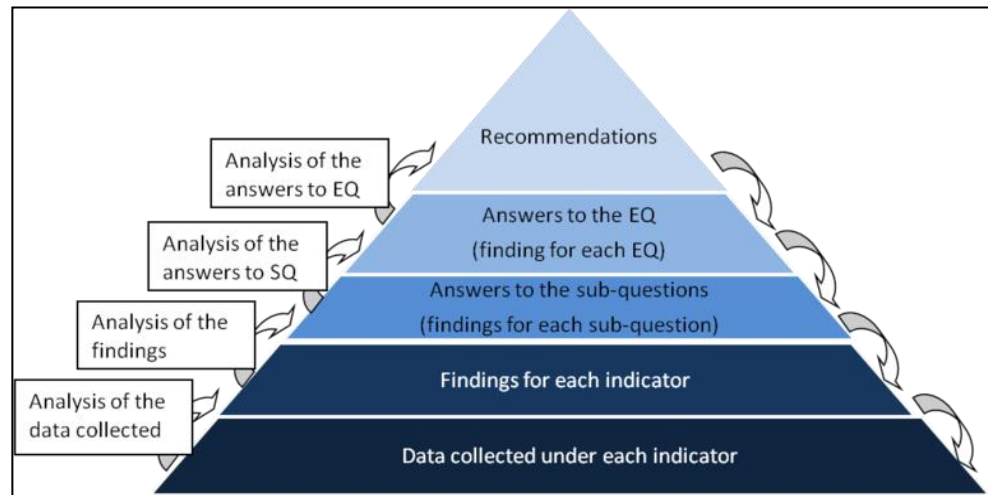 Recommendations
Analysis of the
answers to EQ
Answers to the EQ
(finding for each EQ)
Analysis of the
answers to SQ
Answers to the sub-questions
(findings for each sub-question)
Analysis of the
findings
Findings for each indicator
Analysis of the
data collected
Data collected under each indicator